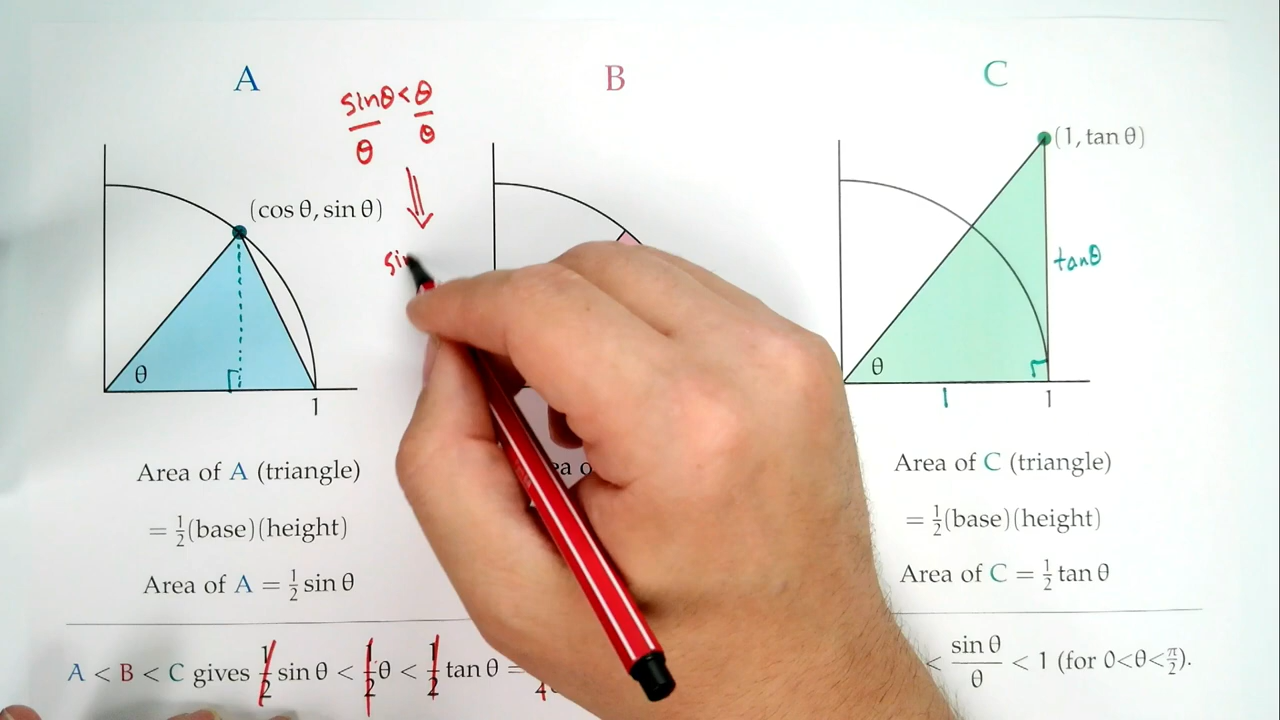 A
B
C
sinθ < θ
θ θ
⇓
si
(cos θ, sin θ)
(1, tan θ)
tanθ
θ
1
θ
1
1
Area of A (triangle)
= ½(base)(height)
Area of A = ½ sin θ
Area of C (triangle)
= ½(base)(height)
Area of C = ½ tan θ
A < B < C gives ½ sin θ < ½ θ < ½ tan θ
< sin θ / θ < 1 (for 0<θ<π/2).